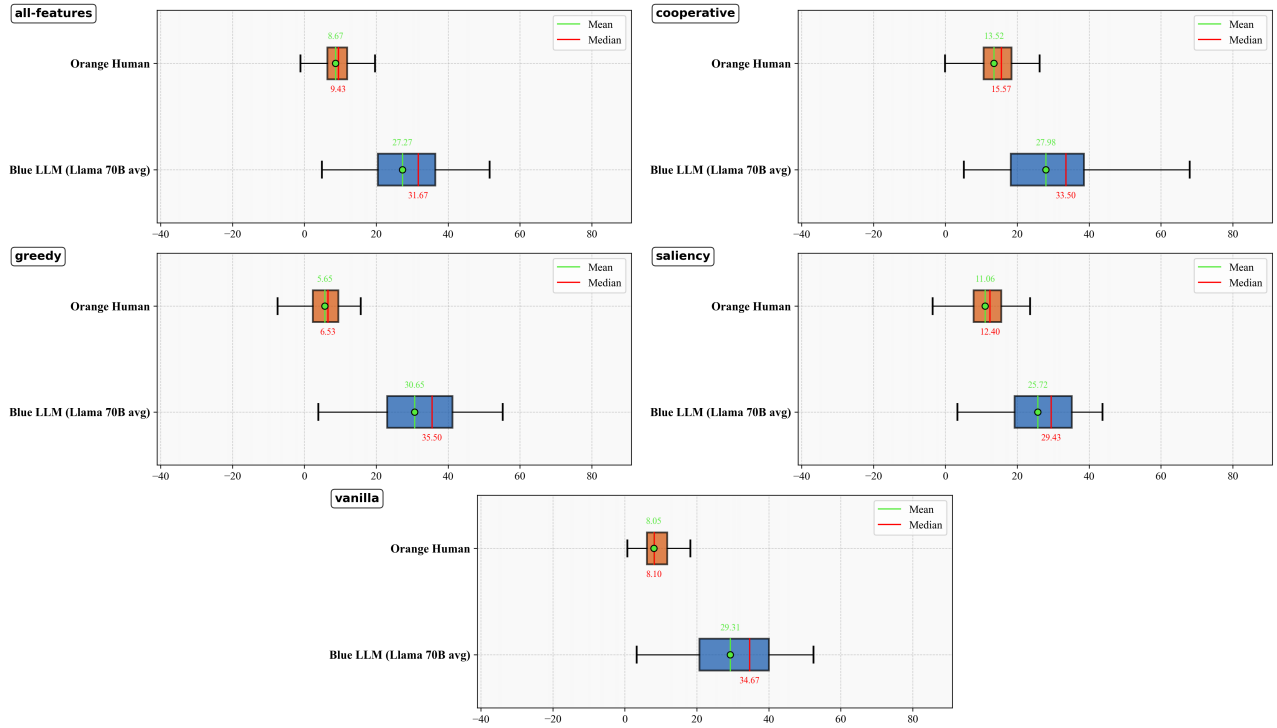 all-features
Mean
Median
8.67
Orange Human
9.43
27.27
Blue LLM (Llama 70B avg)
31.67
−40 −20 0 20 40 60 80
cooperative
Mean
Median
13.52
Orange Human
15.57
27.98
Blue LLM (Llama 70B avg)
33.50
−40 −20 0 20 40 60 80
greedy
Mean
Median
5.65
Orange Human
6.53
30.65
Blue LLM (Llama 70B avg)
35.50
−40 −20 0 20 40 60 80
saliency
Mean
Median
11.06
Orange Human
12.40
25.72
Blue LLM (Llama 70B avg)
29.43
−40 −20 0 20 40 60 80
vanilla
Mean
Median
8.05
Orange Human
8.10
29.31
Blue LLM (Llama 70B avg)
34.67
−40 −20 0 20 40 60 80